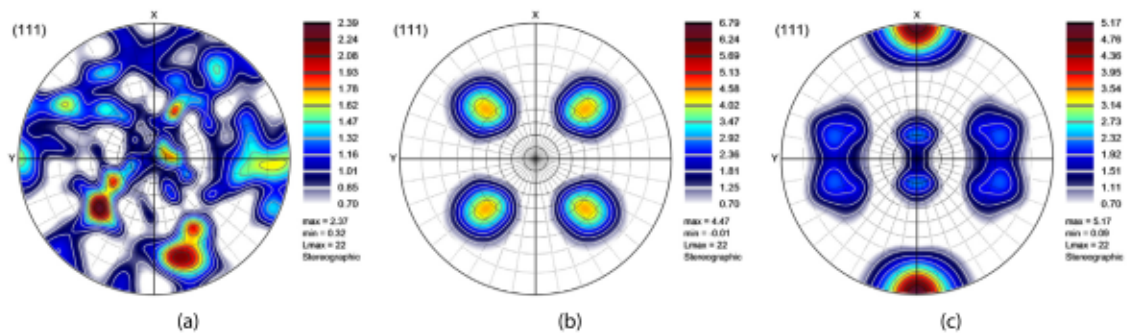 X
(111)
Y
2.39
2.24
2.08
1.93
1.78
1.62
1.47
1.32
1.16
1.01
0.85
0.70
max = 2.37
min = 0.32
Lmax = 22
Stereographic
(a)
X
(111)
Y
6.79
6.24
5.69
5.13
4.58
4.02
3.47
2.92
2.36
1.81
1.25
0.70
max = 4.47
min = -0.01
Lmax = 22
Stereographic
(b)
X
(111)
Y
5.17
4.76
4.36
3.95
3.54
3.14
2.73
2.33
1.92
1.51
1.11
0.70
max = 5.17
min = 0.09
Lmax = 22
Stereographic
(c)